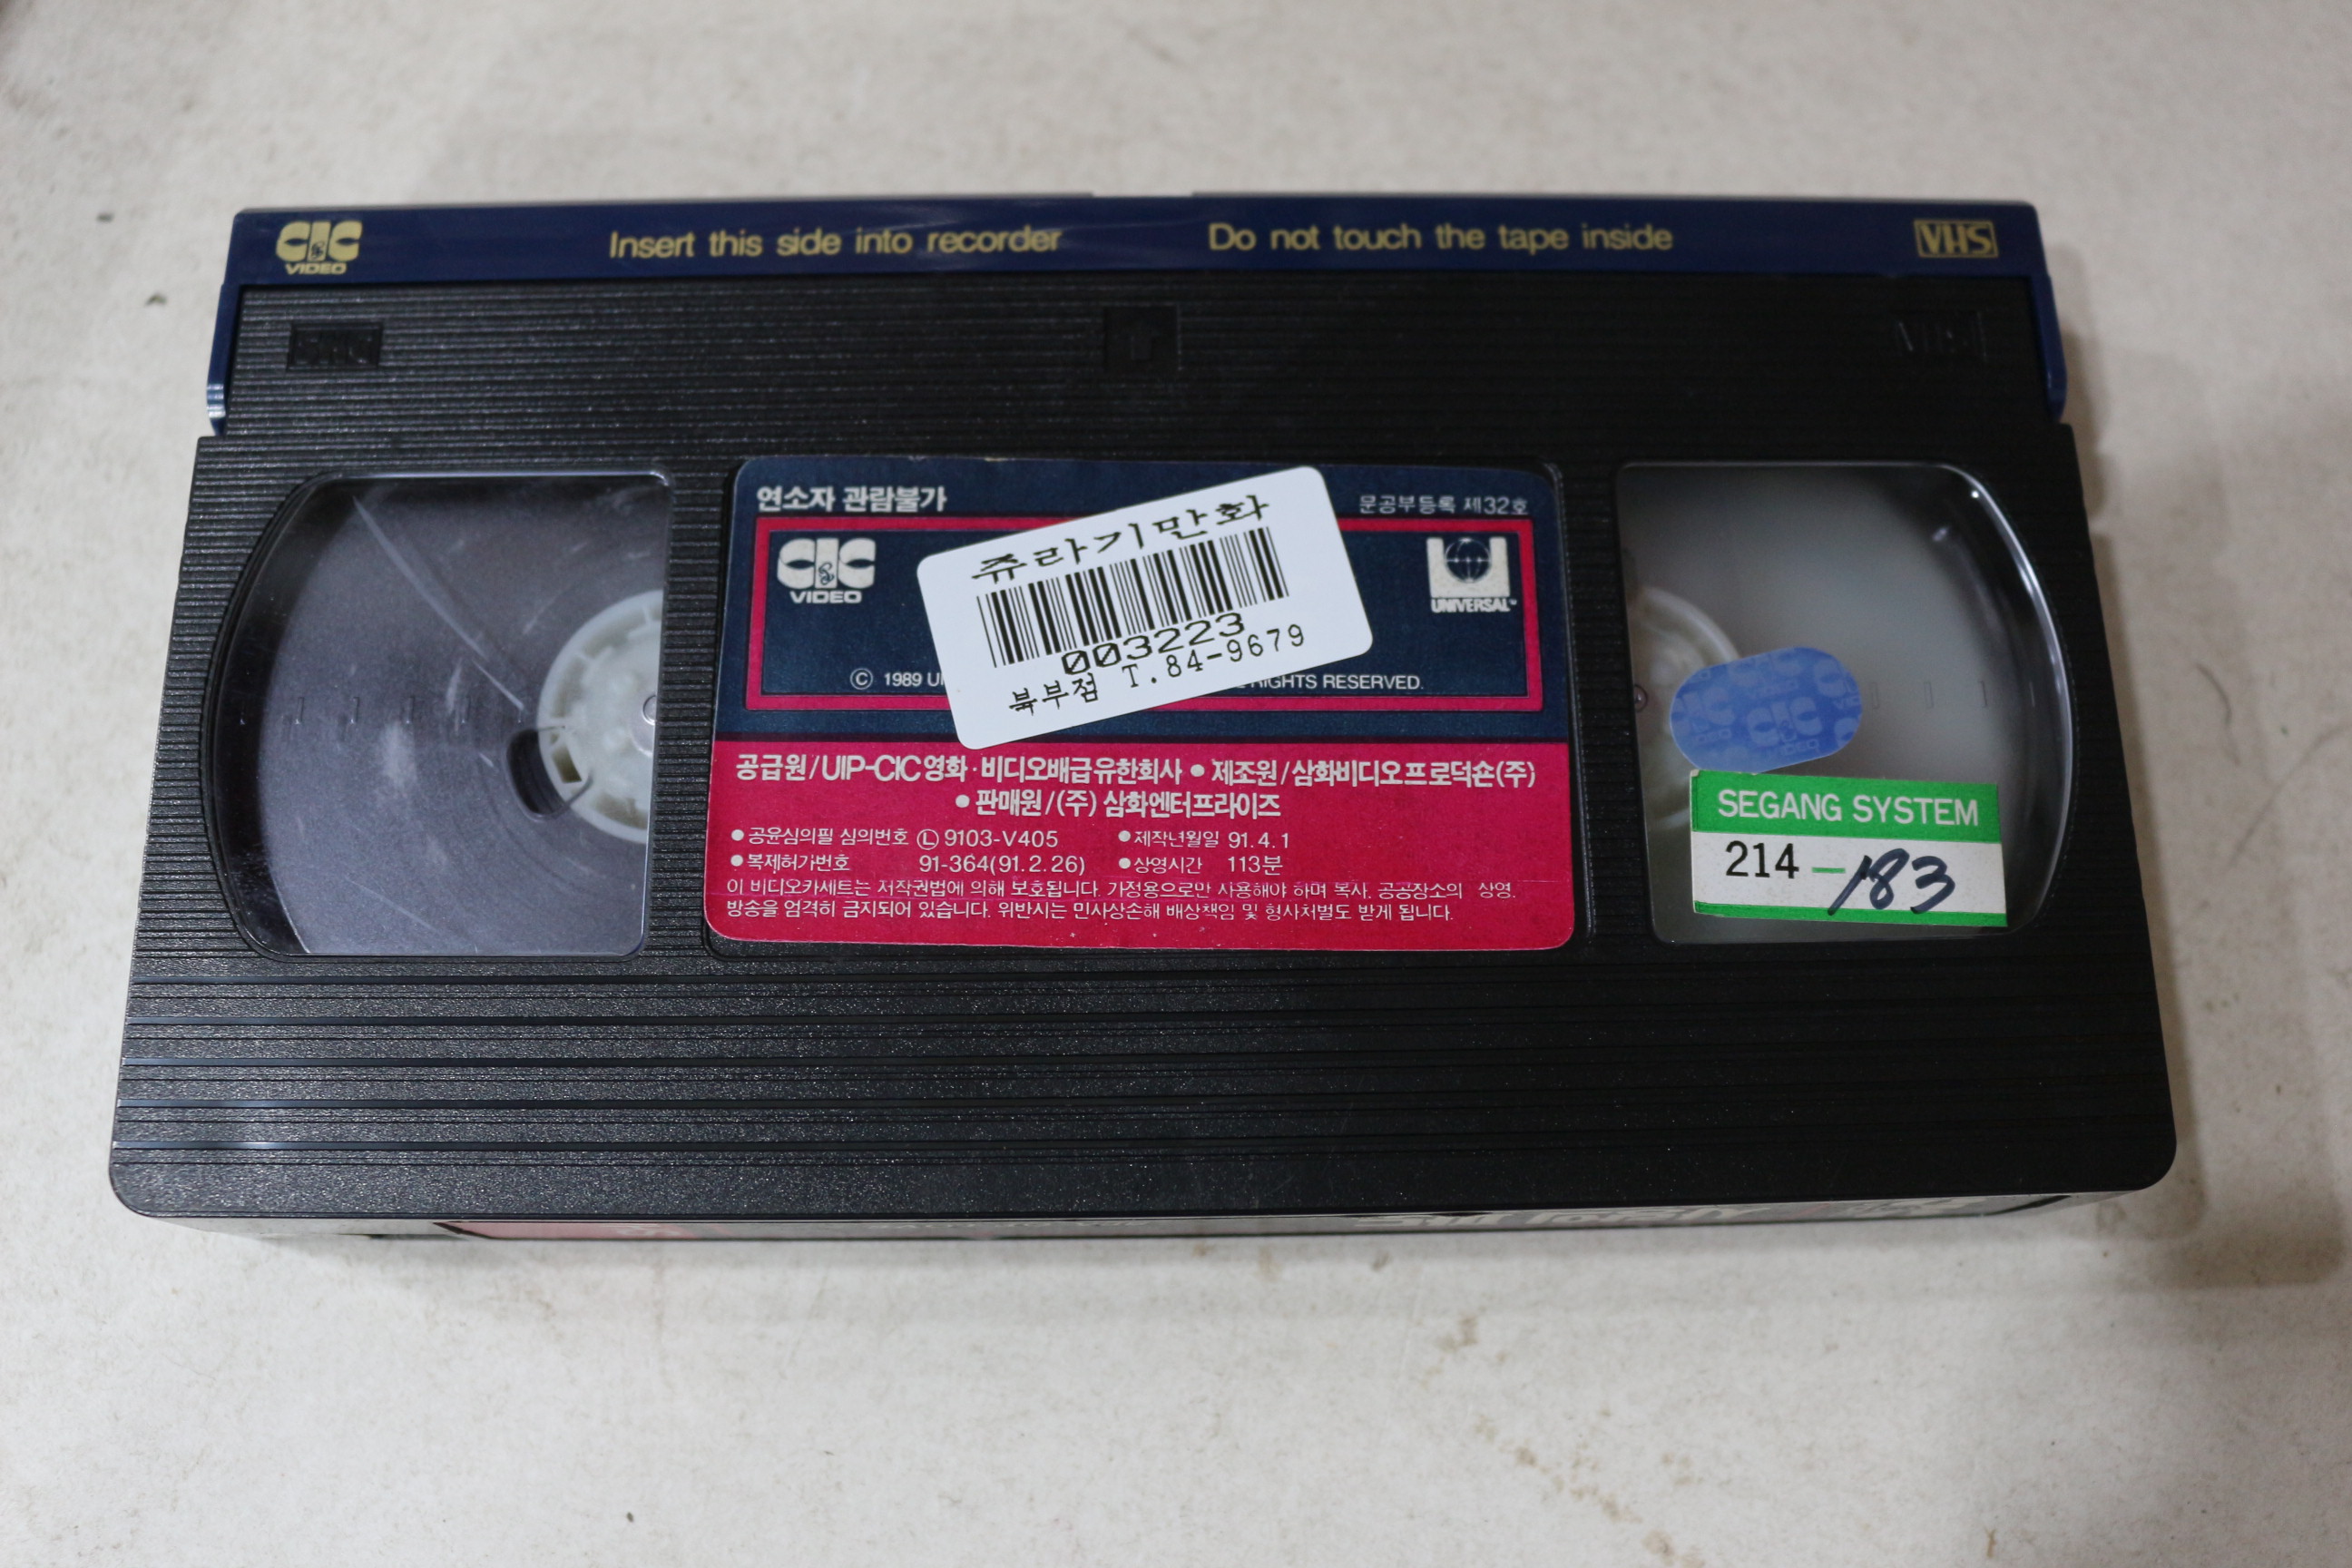 CIC VIDEO
Insert this side into recorder
Do not touch the tape inside
VHS
VHS
연소자 관람불가
문공부등록 제32호
CIC VIDEO
UNIVERSAL
쥬라기만화
003223
북부점 T.84-9679
© 1989
RIGHTS RESERVED.
공급원/UIP-CIC영화·비디오배급유한회사 ● 제조원/삼화비디오프로덕숀(주)
● 판매원/(주) 삼화엔터프라이즈
● 공윤심의필 심의번호 Ⓛ 9103-V405 ● 제작년월일 91.4.1
● 복제허가번호 91-364(91.2.26) ● 상영시간 113분
이 비디오카세트는 저작권법에 의해 보호됩니다. 가정용으로만 사용해야 하며 복사, 공공장소의 상영.
방송을 엄격히 금지되어 있습니다. 위반시는 민사상손해 배상책임 및 형사처벌도 받게 됩니다.
CIC VIDEO
SEGANG SYSTEM
214 - 183